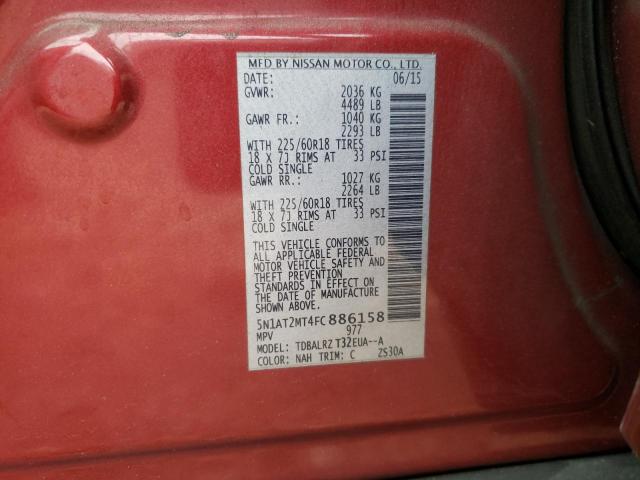 MFD BY NISSAN MOTOR CO., LTD.
DATE: 06/15
GVWR: 2036 KG
4489 LB
GAWR FR.: 1040 KG
2293 LB
WITH 225/60R18 TIRES
18 X 7J RIMS AT 33 PSI
COLD SINGLE
GAWR RR.: 1027 KG
2264 LB
WITH 225/60R18 TIRES
18 X 7J RIMS AT 33 PSI
COLD SINGLE
THIS VEHICLE CONFORMS TO
ALL APPLICABLE FEDERAL
MOTOR VEHICLE SAFETY AND
THEFT PREVENTION
STANDARDS IN EFFECT ON
THE DATE OF MANUFACTURE
SHOWN ABOVE.
5N1AT2MT4FC886158
MPV 977
MODEL: TDBALRZ T32EUA--A
COLOR: NAH TRIM: C ZS30A